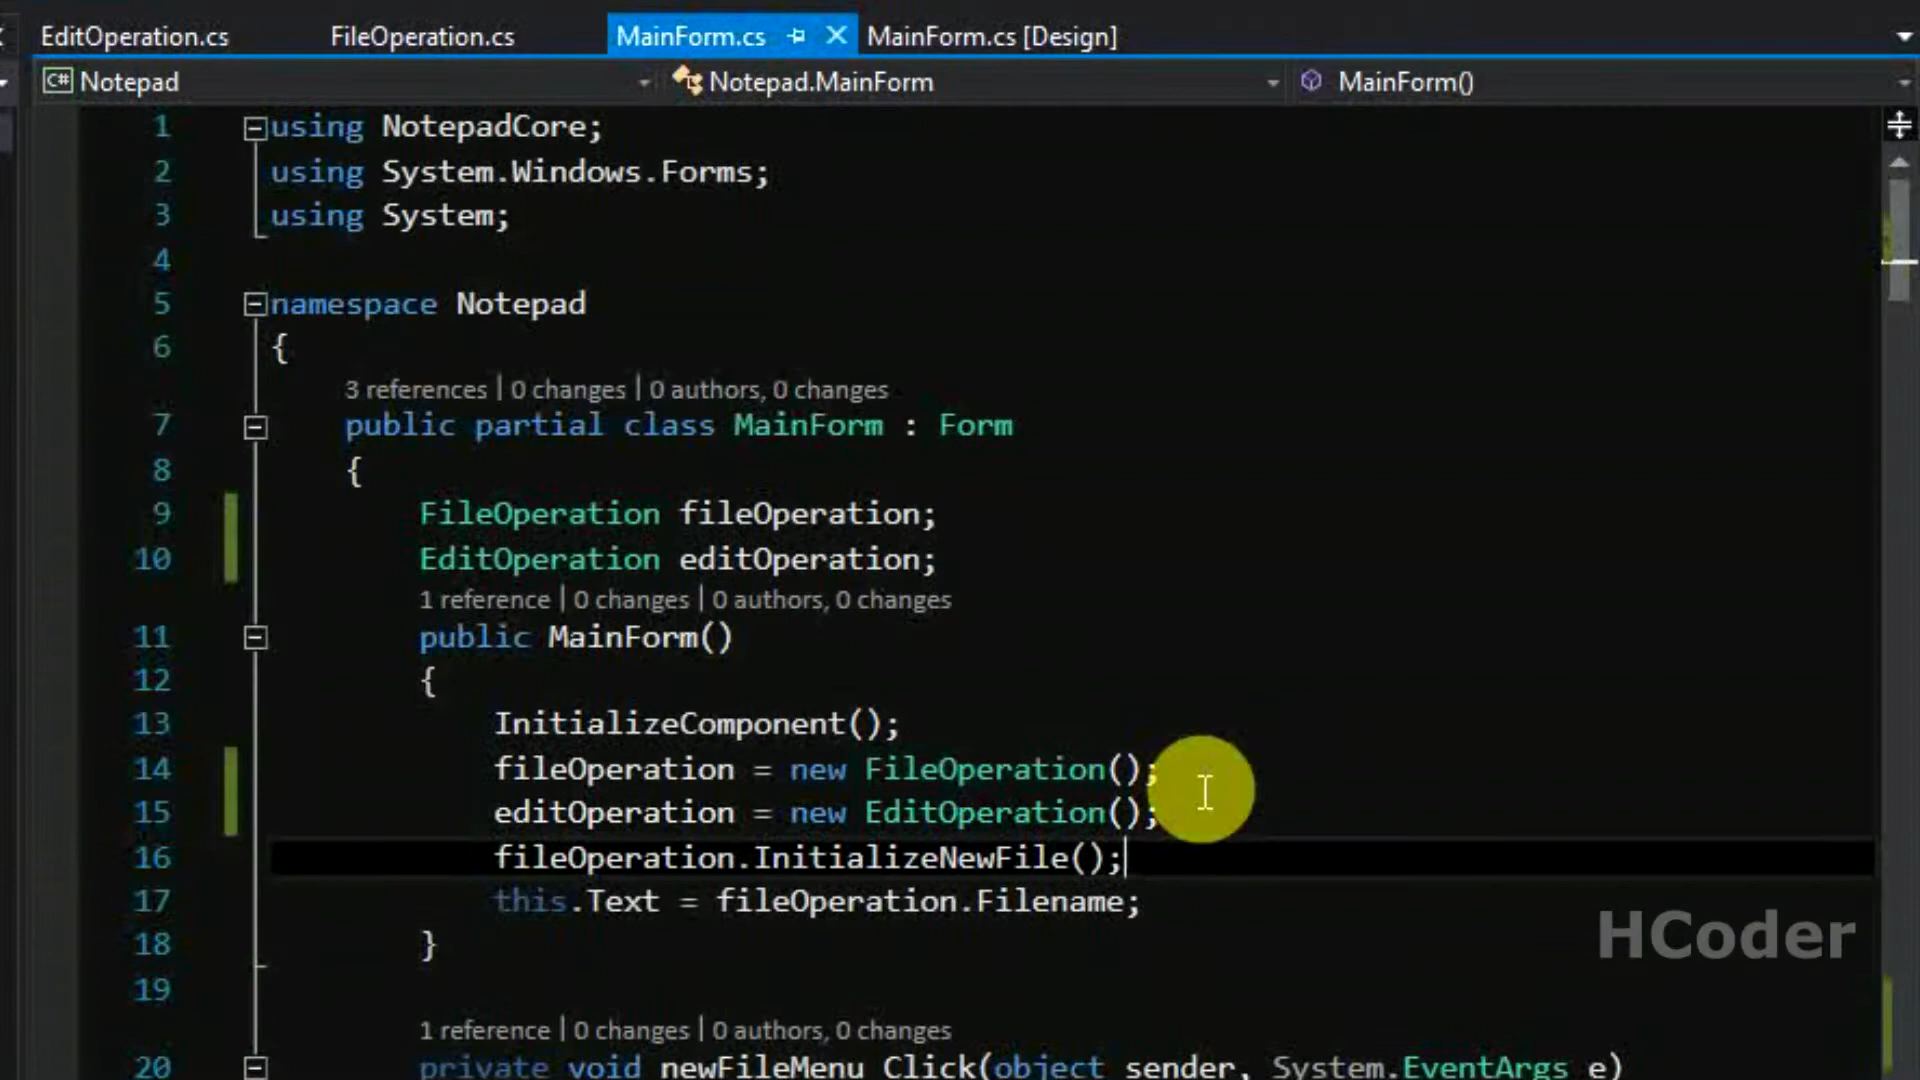 EditOperation.cs FileOperation.cs MainForm.cs MainForm.cs [Design]
C# Notepad Notepad.MainForm MainForm()
1 using NotepadCore;
2 using System.Windows.Forms;
3 using System;
4
5 namespace Notepad
6 {
3 references | 0 changes | 0 authors, 0 changes
7 public partial class MainForm : Form
8 {
9 FileOperation fileOperation;
10 EditOperation editOperation;
1 reference | 0 changes | 0 authors, 0 changes
11 public MainForm()
12 {
13 InitializeComponent();
14 fileOperation = new FileOperation();
15 editOperation = new EditOperation();
16 fileOperation.InitializeNewFile();
17 this.Text = fileOperation.Filename;
18 }
HCoder
19
1 reference | 0 changes | 0 authors, 0 changes
20 private void newFileMenu_Click(object sender, System.EventArgs e)